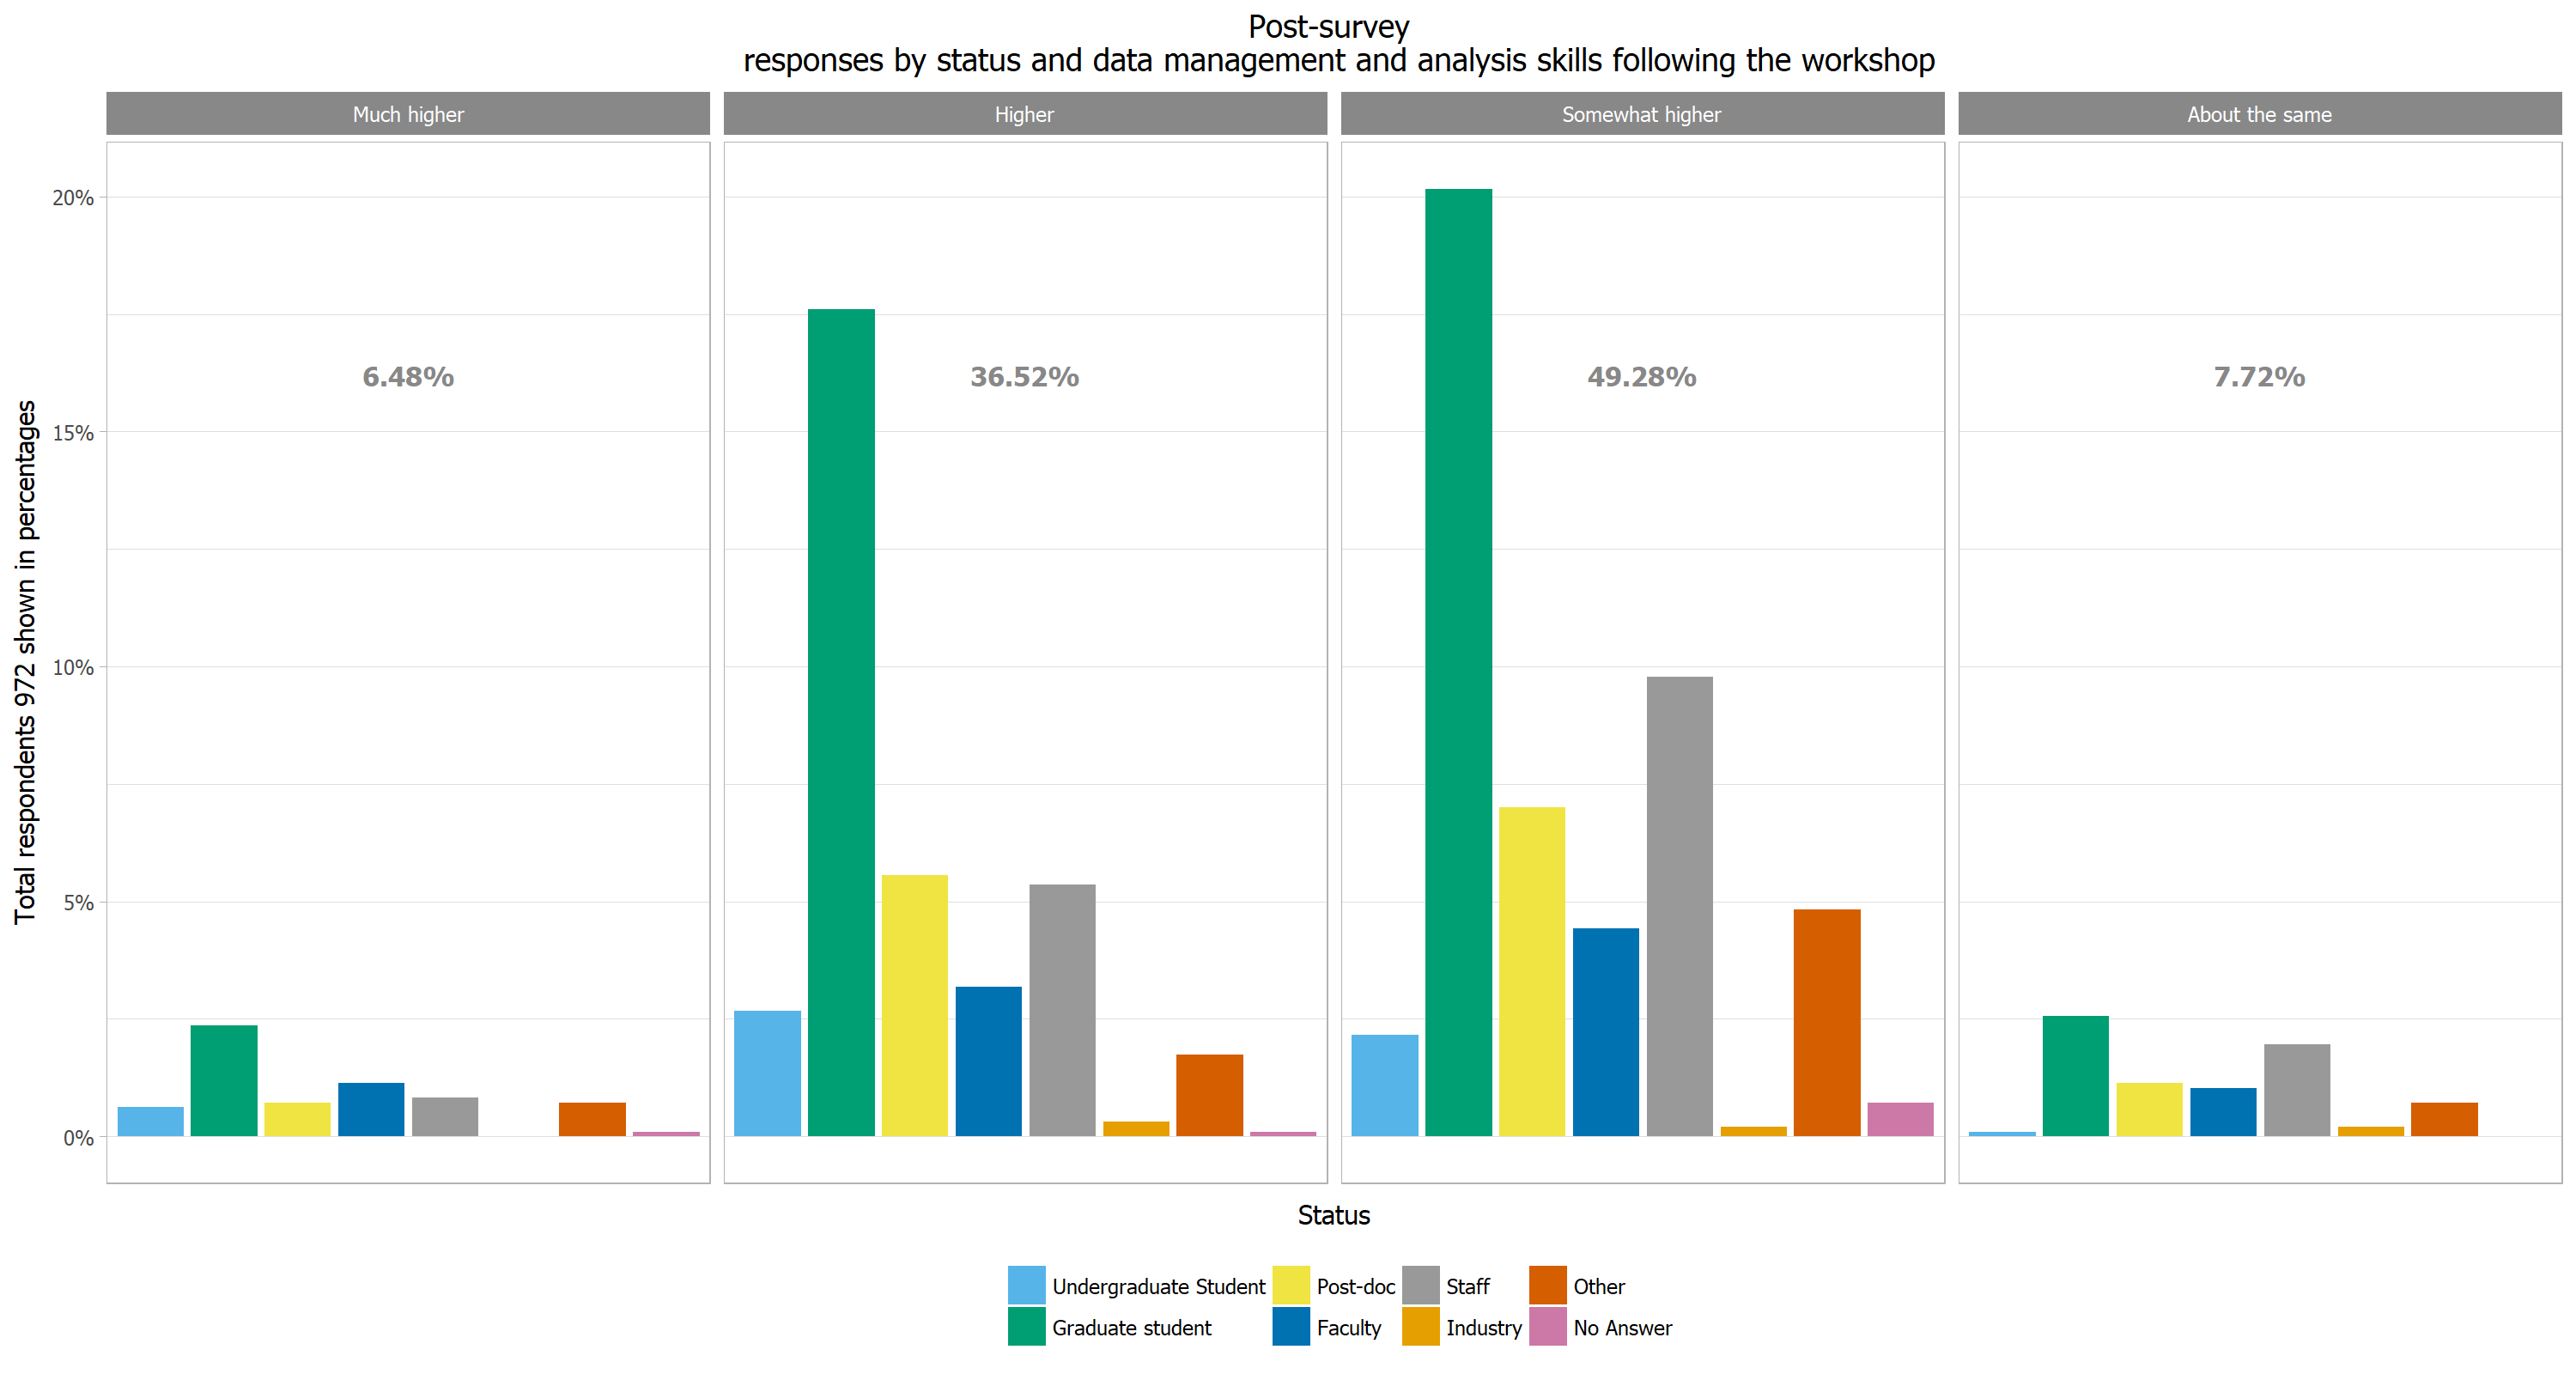 Post-survey
responses by status and data management and analysis skills following the workshop
Much higher
Higher
Somewhat higher
About the same
20%
15%
10%
5%
0%
Total respondents 972 shown in percentages
6.48%
36.52%
49.28%
7.72%
Status
Undergraduate Student
Post-doc
Staff
Other
Graduate student
Faculty
Industry
No Answer